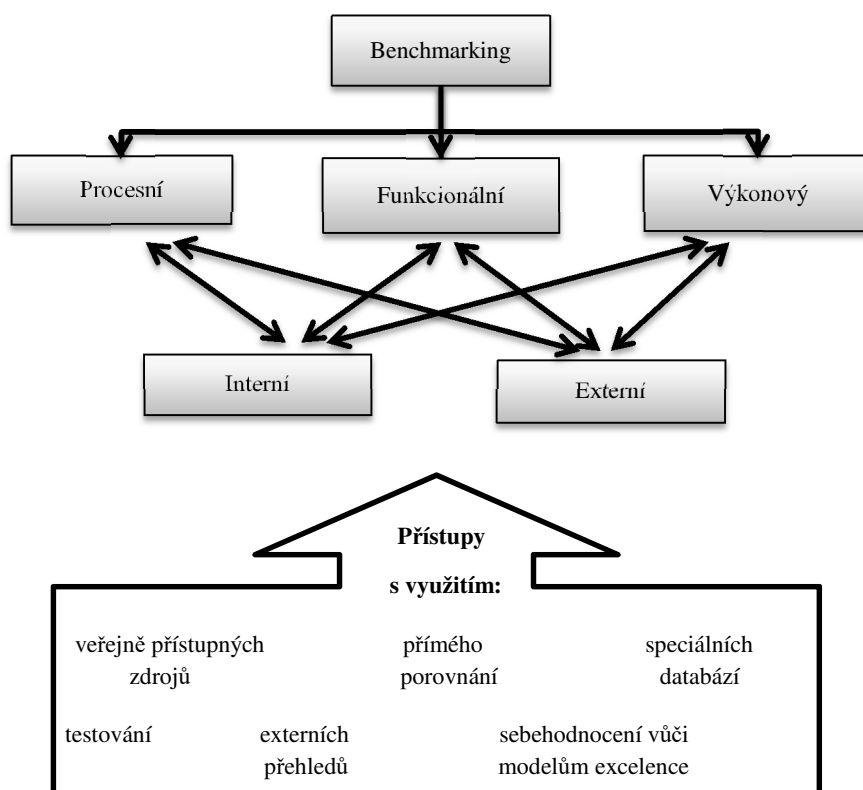 Benchmarking
Procesní
Funkcionální
Výkonový
Interní
Externí
Přístupy
s využitím:
veřejně přístupných
zdrojů
přímého
porovnání
speciálních
databází
testování
externích
přehledů
sebehodnocení vůči
modelům excelence